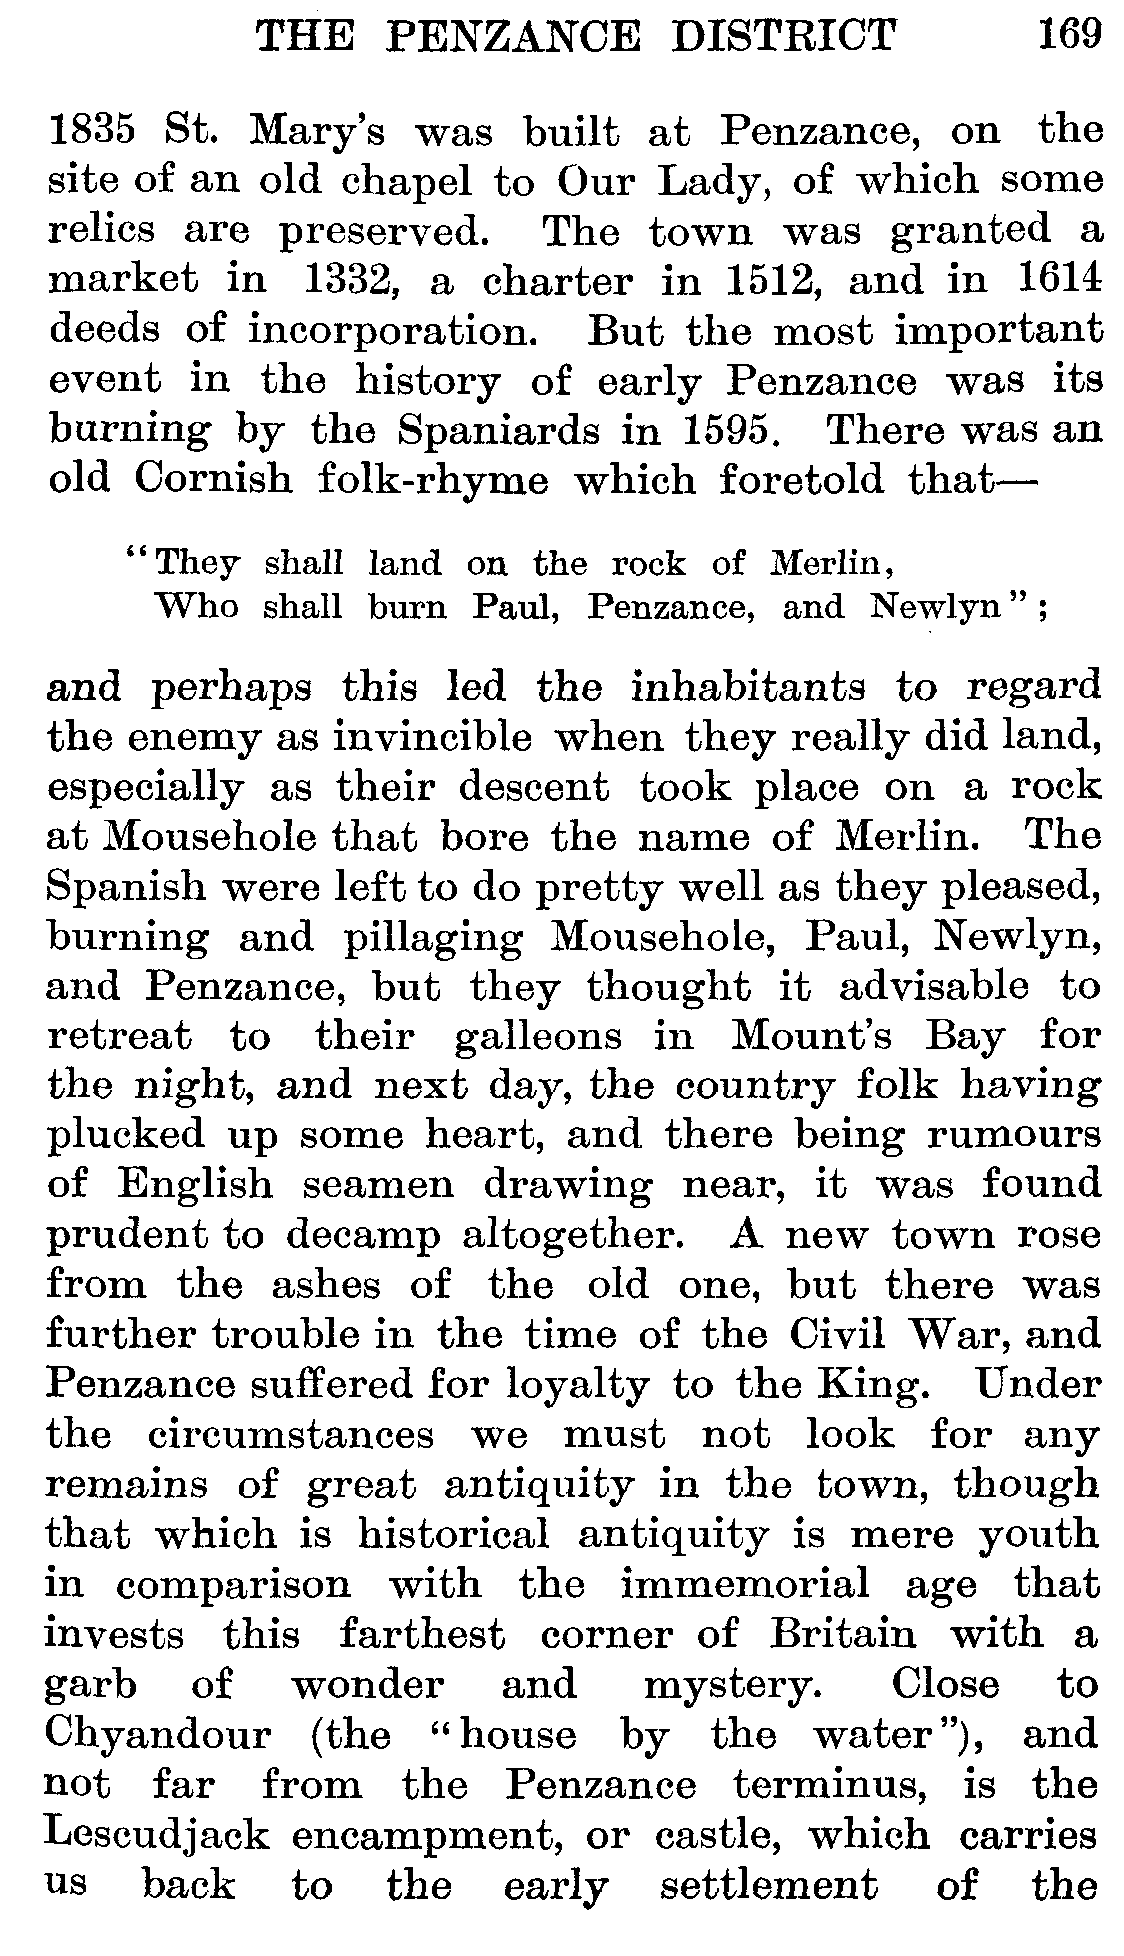 THE PENZANCE DISTRICT 169
1835 St. Mary's was built at Penzance, on the
site of an old chapel to Our Lady, of which some
relics are preserved. The town was granted a
market in 1332, a charter in 1512, and in 1614
deeds of incorporation. But the most important
event in the history of early Penzance was its
burning by the Spaniards in 1595. There was an
old Cornish folk-rhyme which foretold that—
"They shall land on the rock of Merlin,
Who shall burn Paul, Penzance, and Newlyn";
and perhaps this led the inhabitants to regard
the enemy as invincible when they really did land,
especially as their descent took place on a rock
at Mousehole that bore the name of Merlin. The
Spanish were left to do pretty well as they pleased,
burning and pillaging Mousehole, Paul, Newlyn,
and Penzance, but they thought it advisable to
retreat to their galleons in Mount's Bay for
the night, and next day, the country folk having
plucked up some heart, and there being rumours
of English seamen drawing near, it was found
prudent to decamp altogether. A new town rose
from the ashes of the old one, but there was
further trouble in the time of the Civil War, and
Penzance suffered for loyalty to the King. Under
the circumstances we must not look for any
remains of great antiquity in the town, though
that which is historical antiquity is mere youth
in comparison with the immemorial age that
invests this farthest corner of Britain with a
garb of wonder and mystery. Close to
Chyandour (the "house by the water"), and
not far from the Penzance terminus, is the
Lescudjack encampment, or castle, which carries
us back to the early settlement of the